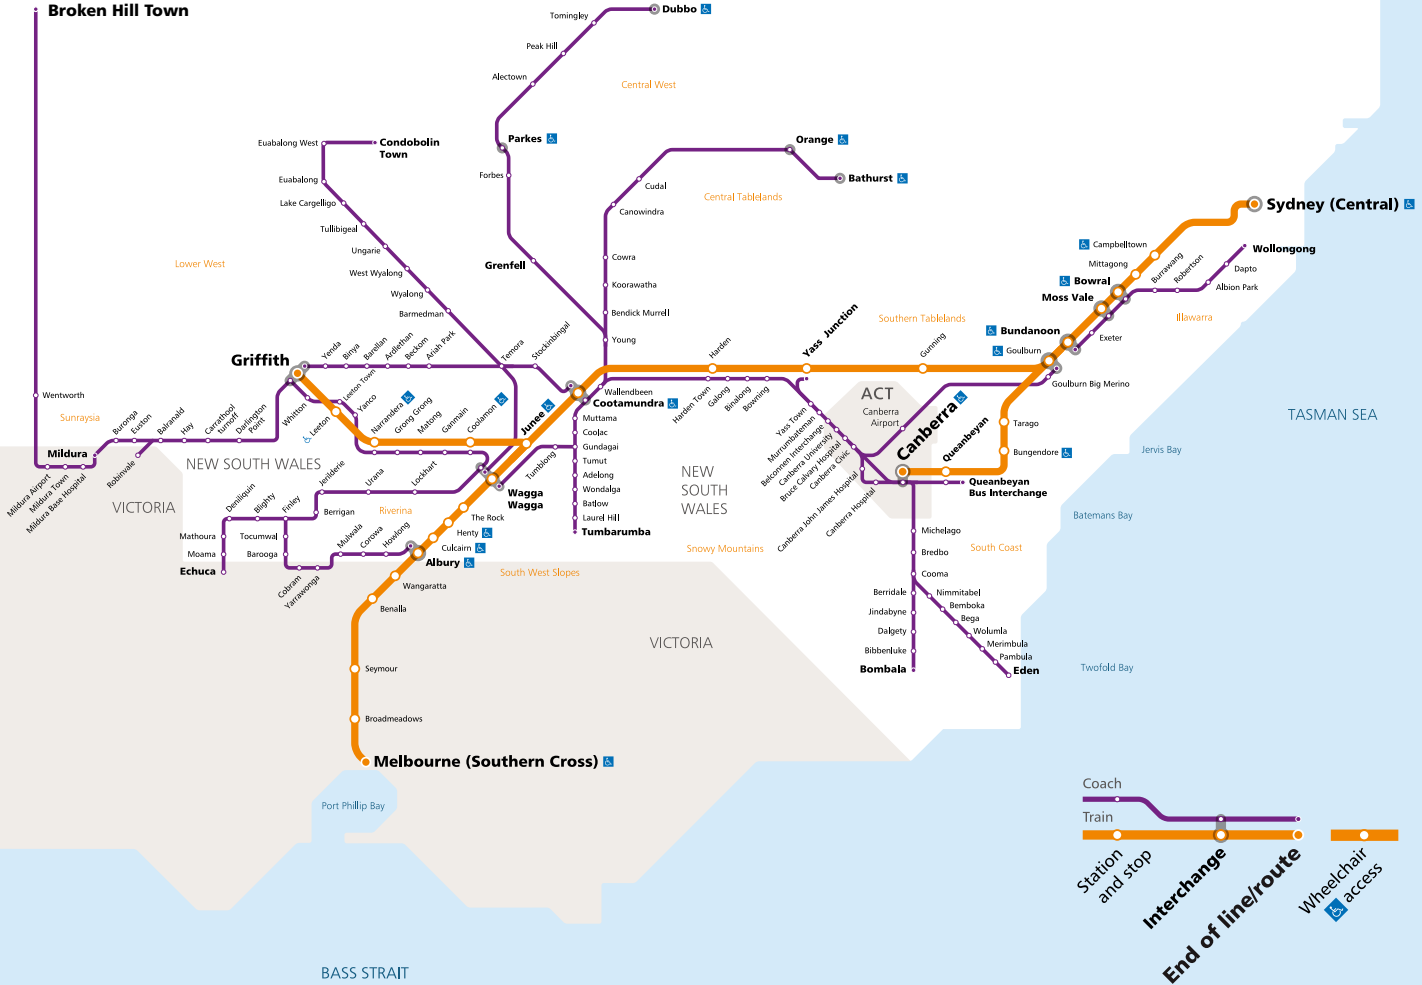 Broken Hill Town
Dubbo
Tomingley
Peak Hill
Alectown
Central West
Parkes
Forbes
Grenfell
Euabalong West
Condobolin
Town
Euabalong
Lake Cargelligo
Tullibigeal
Ungarie
West Wyalong
Wyalong
Barmedman
Lower West
Orange
Bathurst
Cudal
Canowindra
Central Tablelands
Cowra
Koorawatha
Bendick Murrell
Young
Sydney (Central)
Campbelltown
Mittagong
Bowral
Moss Vale
Burrawang
Robertson
Wollongong
Dapto
Albion Park
Illawarra
Exeter
Bundanoon
Goulburn
Goulburn Big Merino
Southern Tablelands
Gunning
Yass Junction
Harden
Griffith
Yenda
Binya
Barellan
Ardlethan
Beckom
Ariah Park
Temora
Stockinbingal
Wallendbeen
Cootamundra
Harden Town
Galong
Binalong
Bowning
Yass Town
Murrumbateman
Belconnen Interchange
Canberra University
Bruce Calvary Hospital
Canberra Civic
Canberra John James Hospital
Canberra Hospital
ACT
Canberra
Airport
Canberra
Queanbeyan
Tarago
Bungendore
Queanbeyan
Bus Interchange
TASMAN SEA
Jervis Bay
Batemans Bay
South Coast
Twofold Bay
Wentworth
Sunraysia
Mildura
Mildura Airport
Mildura Town
Mildura Base Hospital
Buronga
Euston
Robinvale
Balranald
Hay
Carrathool
turnoff
Darlington
Point
Whitton
Leeton
Leeton Town
Yanco
Narrandera
Grong Grong
Matong
Ganmain
Coolamon
Junee
NEW SOUTH WALES
VICTORIA
Muttama
Coolac
Gundagai
Tumut
Adelong
Wondalga
Batlow
Laurel Hill
Tumbarumba
Tumblong
Wagga
Wagga
NEW
SOUTH
WALES
Snowy Mountains
Jerilderie
Urana
Lockhart
Riverina
Berrigan
Deniliquin
Blighty
Finley
Mathoura
Moama
Echuca
Tocumwal
Barooga
Cobram
Yarrawonga
Mulwala
Corowa
Howlong
The Rock
Henty
Culcairn
Albury
South West Slopes
Wangaratta
Benalla
Seymour
Broadmeadows
Melbourne (Southern Cross)
VICTORIA
Michelago
Bredbo
Cooma
Berridale
Jindabyne
Dalgety
Bibbenluke
Bombala
Nimmitabel
Bemboka
Bega
Wolumla
Merimbula
Pambula
Eden
Port Phillip Bay
BASS STRAIT
Coach
Train
Station
and stop
Interchange
End of line/route
Wheelchair
access